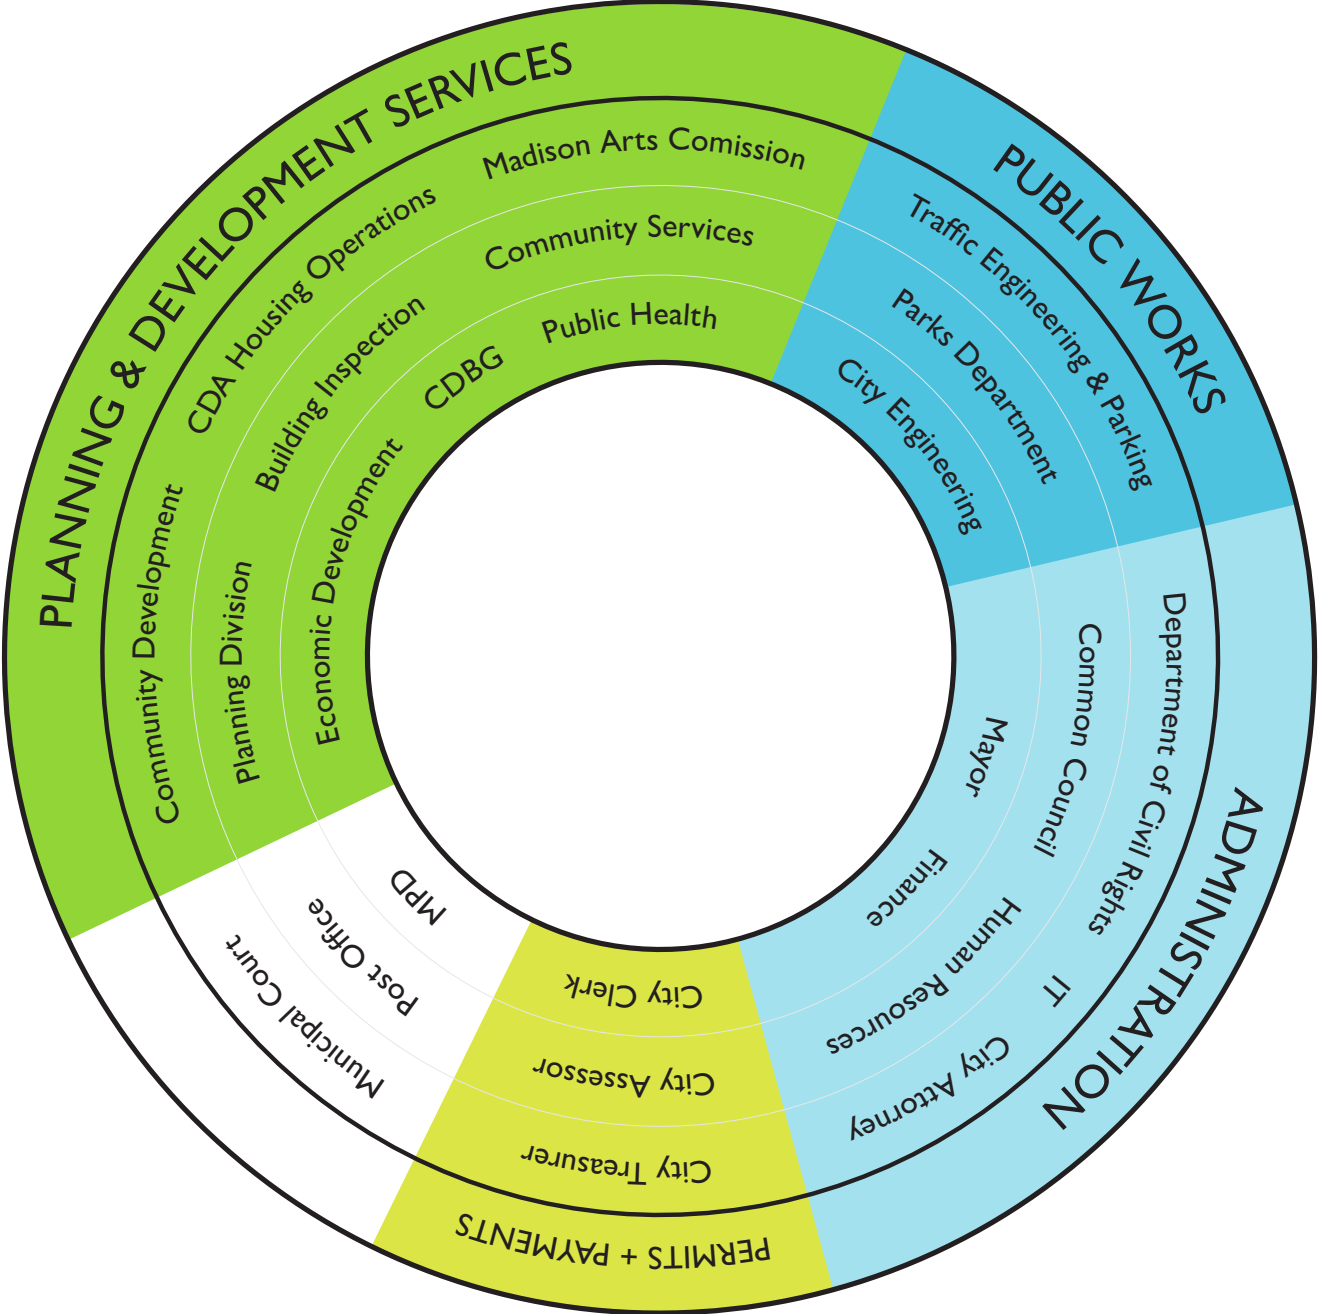 PLANNING & DEVELOPMENT SERVICES
Madison Arts Comission
CDA Housing Operations
Community Development
Community Services
Building Inspection
Planning Division
Public Health
CDBG
Economic Development
PUBLIC WORKS
Traffic Engineering & Parking
Parks Department
City Engineering
ADMINISTRATION
Department of Civil Rights
IT
City Attorney
Common Council
Human Resources
Mayor
Finance
PERMITS + PAYMENTS
City Clerk
City Assessor
City Treasurer
MPD
Post Office
Municipal Court